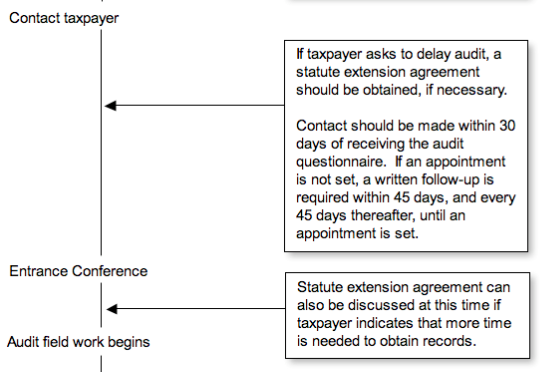 Contact taxpayer
If taxpayer asks to delay audit, a
statute extension agreement
should be obtained, if necessary.
Contact should be made within 30
days of receiving the audit
questionnaire.  If an appointment
is not set, a written follow-up is
required within 45 days, and every
45 days thereafter, until an
appointment is set.
Entrance Conference
Statute extension agreement can
also be discussed at this time if
taxpayer indicates that more time
is needed to obtain records.
Audit field work begins